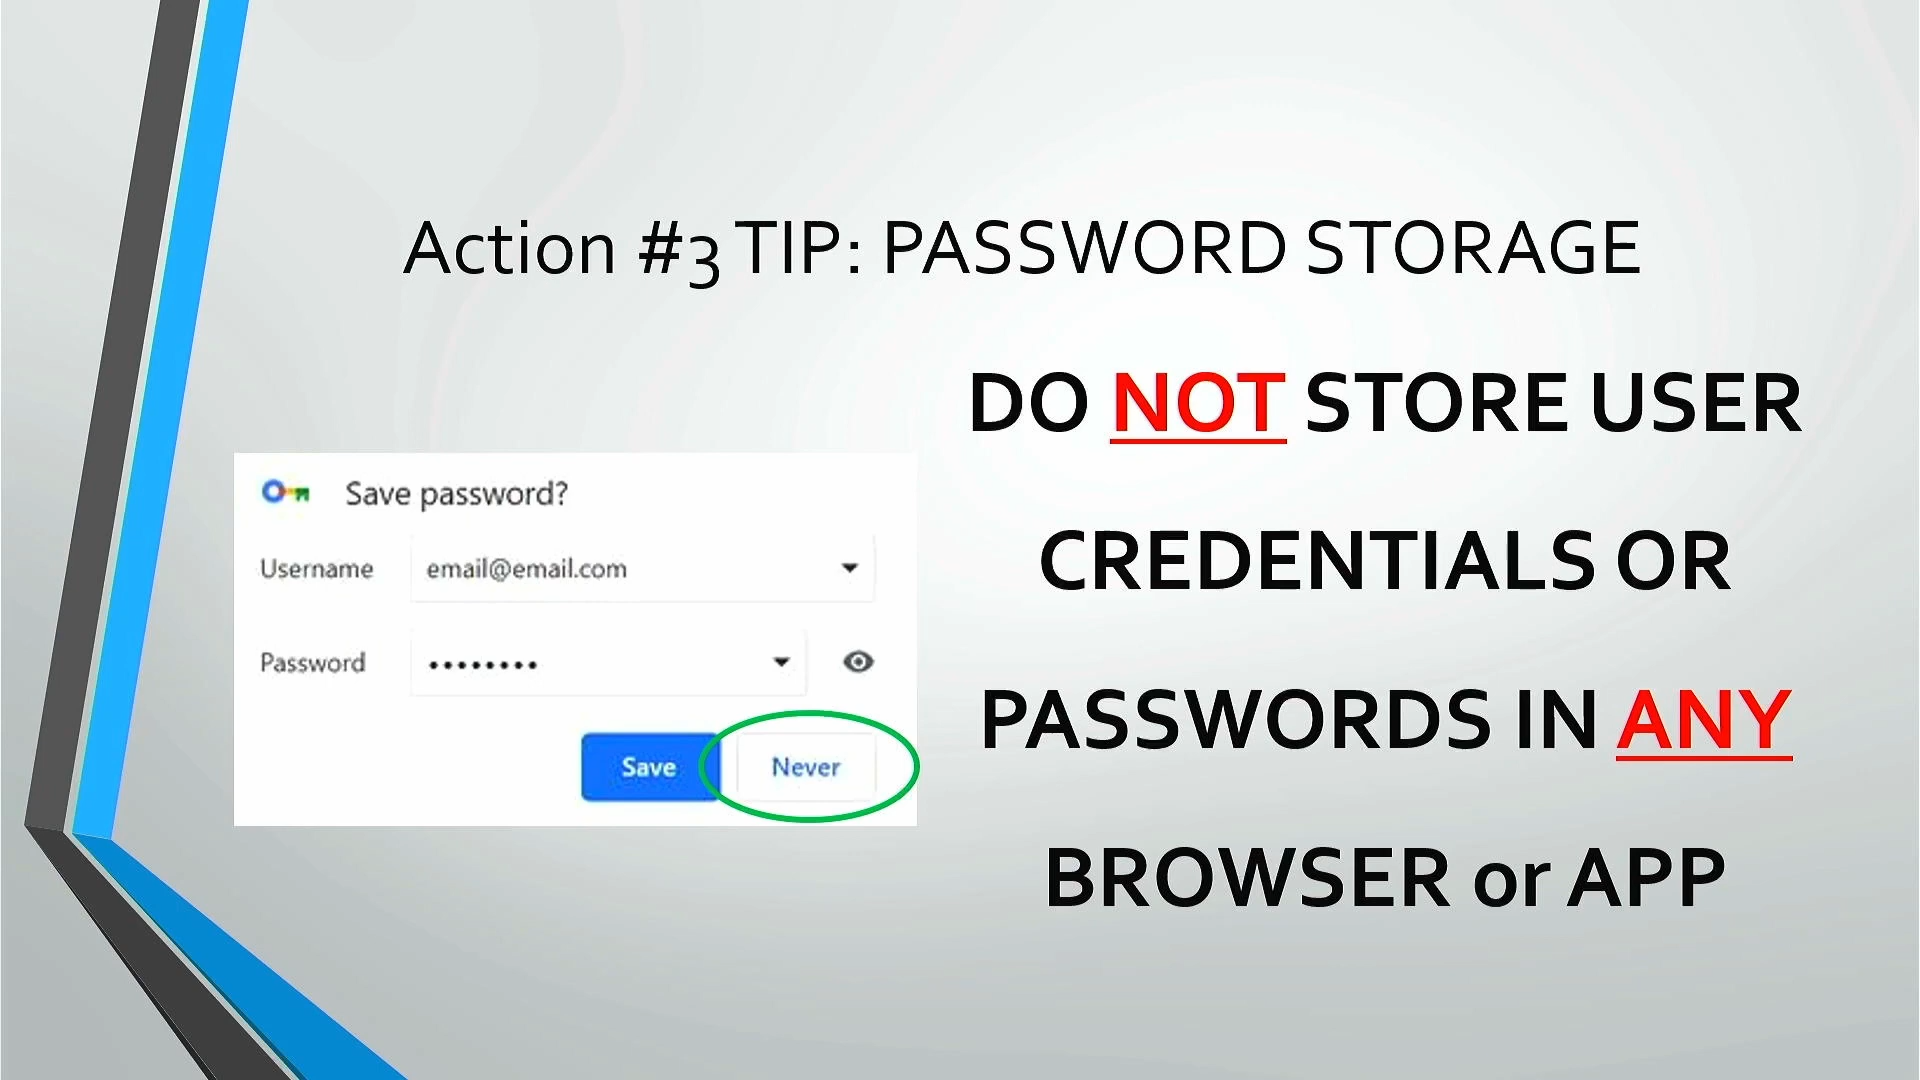 Action #3 TIP: PASSWORD STORAGE
Save password?
Username email@email.com
Password ••••••••
Save Never
DO NOT STORE USER
CREDENTIALS OR
PASSWORDS IN ANY
BROWSER or APP